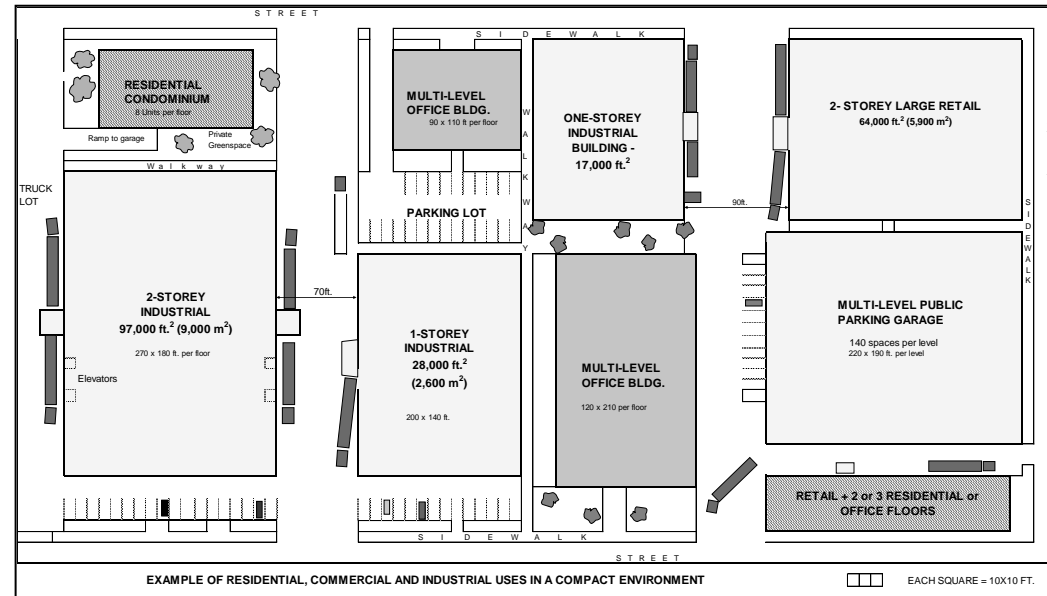 STREET
SIDEWALK
RESIDENTIAL
CONDOMINIUM
8 Units per floor
Ramp to garage
Private
Greenspace
Walkway
MULTI-LEVEL
OFFICE BLDG.
90 x 110 ft per floor
WALKWAY
ONE-STOREY
INDUSTRIAL
BUILDING -
17,000 ft.²
2- STOREY LARGE RETAIL
64,000 ft.² (5,900 m²)
TRUCK
LOT
PARKING LOT
90ft.
SIDEWALK
70ft.
2-STOREY
INDUSTRIAL
97,000 ft.² (9,000 m²)
270 x 180 ft. per floor
Elevators
1-STOREY
INDUSTRIAL
28,000 ft.²
(2,600 m²)
200 x 140 ft.
MULTI-LEVEL
OFFICE BLDG.
120 x 210 per floor
MULTI-LEVEL PUBLIC
PARKING GARAGE
140 spaces per level
220 x 190 ft. per level
RETAIL + 2 or 3 RESIDENTIAL or
OFFICE FLOORS
SIDEWALK
STREET
EXAMPLE OF RESIDENTIAL, COMMERCIAL AND INDUSTRIAL USES IN A COMPACT ENVIRONMENT
EACH SQUARE = 10X10 FT.